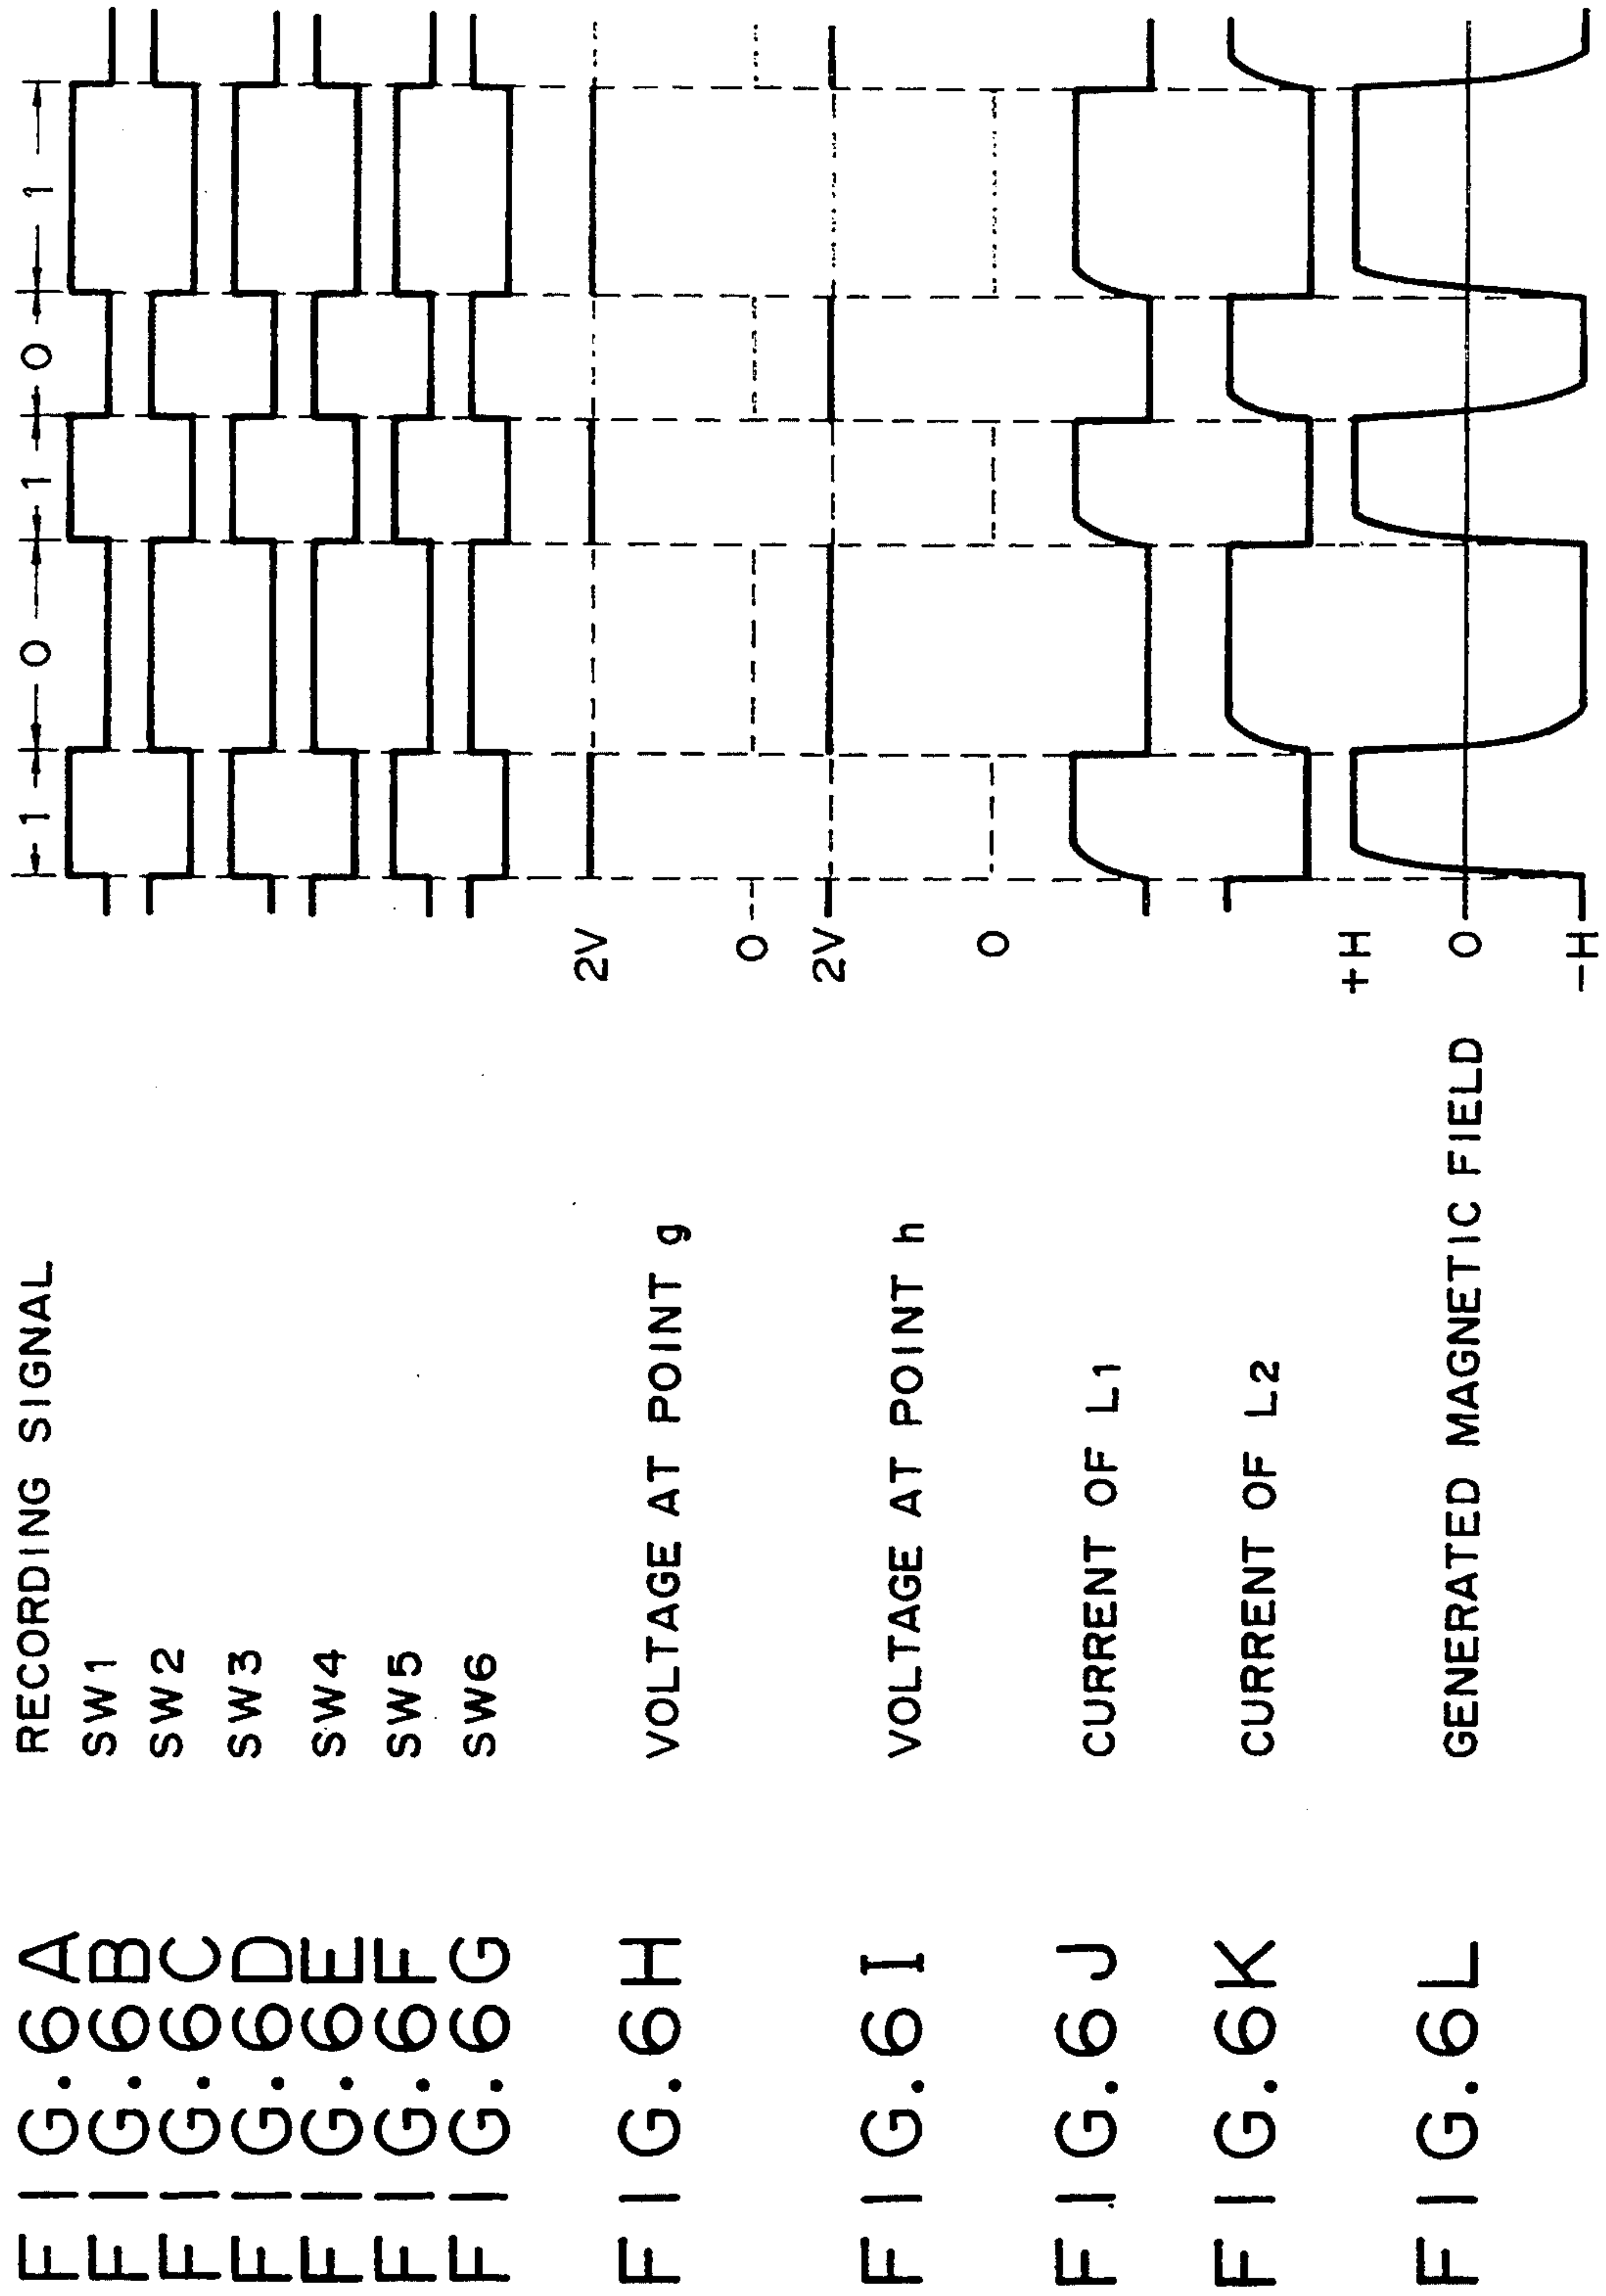 FIG.6A RECORDING SIGNAL 1 0 1 0 1
FIG.6B SW1
FIG.6C SW2
FIG.6D SW3
FIG.6E SW4
FIG.6F SW5
FIG.6G SW6
2V
FIG.6H VOLTAGE AT POINT g
0
2V
FIG.6I VOLTAGE AT POINT h
0
FIG.6J CURRENT OF L1
FIG.6K CURRENT OF L2
+H
FIG.6L GENERATED MAGNETIC FIELD 0
-H